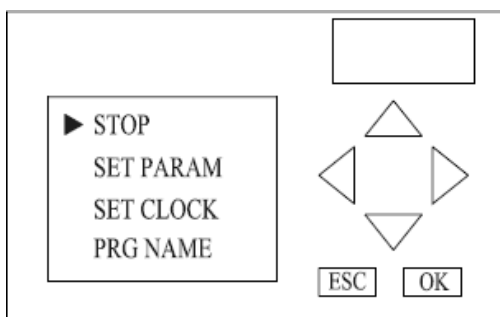 STOP
SET PARAM
SET CLOCK
PRG NAME
ESC OK